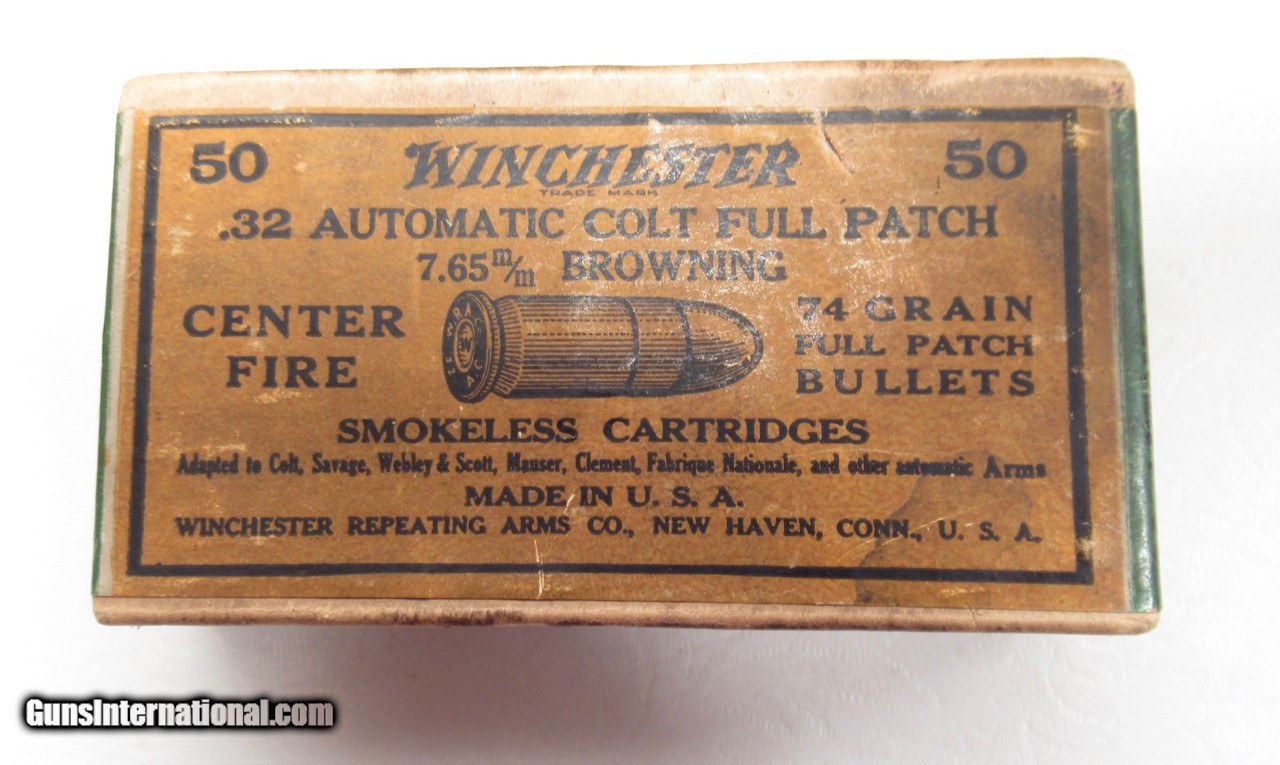 50 WINCHESTER 50
TRADE MARK
.32 AUTOMATIC COLT FULL PATCH
7.65 m/m BROWNING
CENTER FIRE
74 GRAIN
FULL PATCH
BULLETS
SMOKELESS CARTRIDGES
Adapted to Colt, Savage, Webley & Scott, Mauser, Clement, Fabrique Nationale, and other automatic Arms
MADE IN U. S. A.
WINCHESTER REPEATING ARMS CO., NEW HAVEN, CONN., U. S. A.
GunsInternational.com